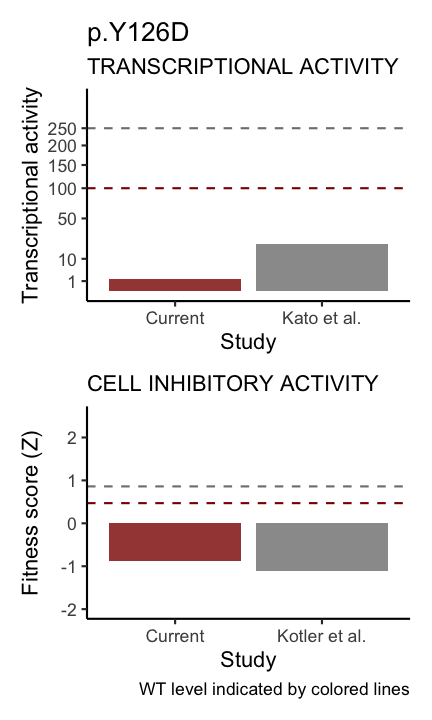 p.Y126D
TRANSCRIPTIONAL ACTIVITY
Transcriptional activity
250
200
150
100
50
10
1
Current
Kato et al.
Study
CELL INHIBITORY ACTIVITY
Fitness score (Z)
2
1
0
-1
-2
Current
Kotler et al.
Study
WT level indicated by colored lines